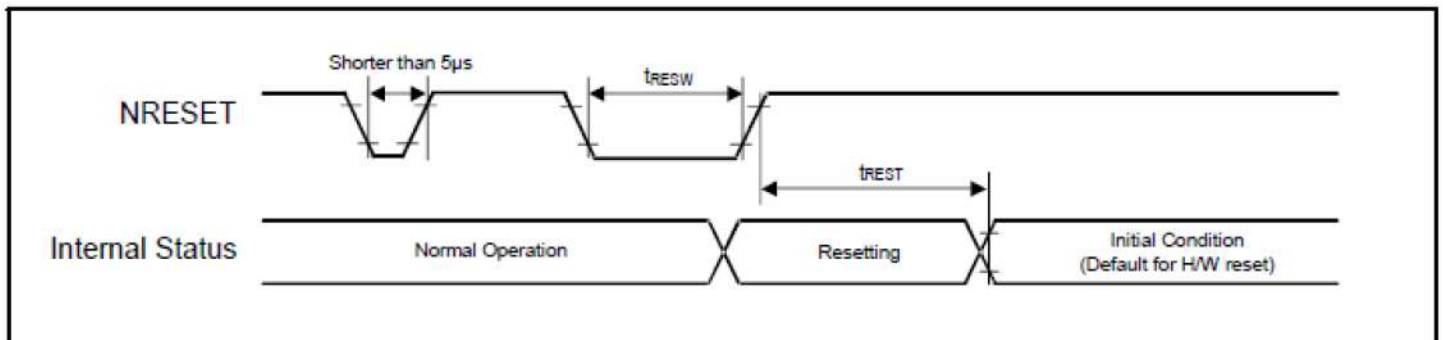 Shorter than 5µs
tRESW
NRESET
tREST
Internal Status
Normal Operation
Resetting
Initial Condition
(Default for H/W reset)